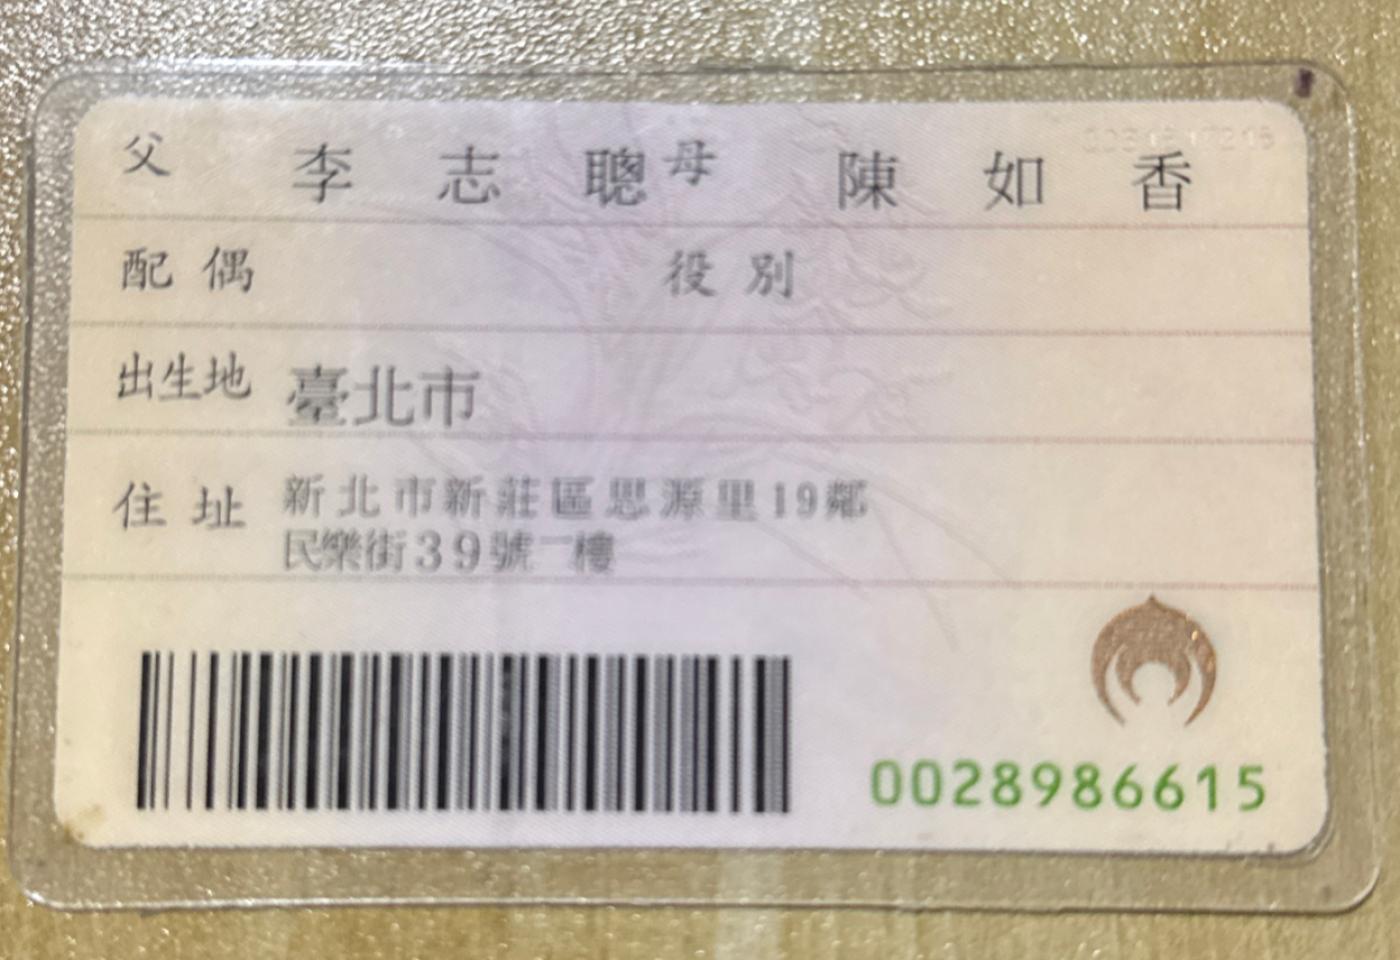 父 李志聰 母 陳如香
配偶 役別
出生地 臺北市
住址 新北市新莊區思源里19鄰
民樂街39號二樓
0028986615